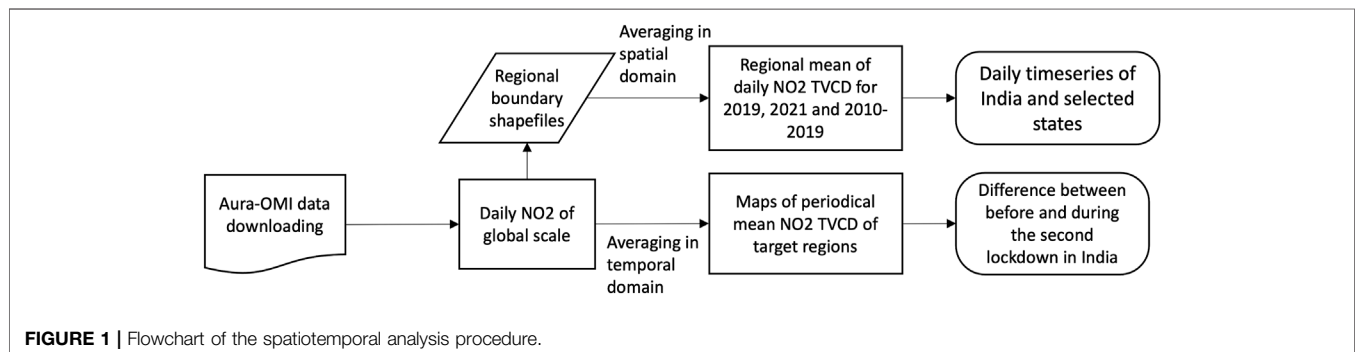 Averaging in
spatial
domain
Regional
boundary
shapefiles
Regional mean of
daily NO2 TVCD for
2019, 2021 and 2010-
2019
Daily timeseries of
India and selected
states
Aura-OMI data
downloading
Daily NO2 of
global scale
Averaging in
temporal
domain
Maps of periodical
mean NO2 TVCD of
target regions
Difference between
before and during
the second
lockdown in India
FIGURE 1 | Flowchart of the spatiotemporal analysis procedure.